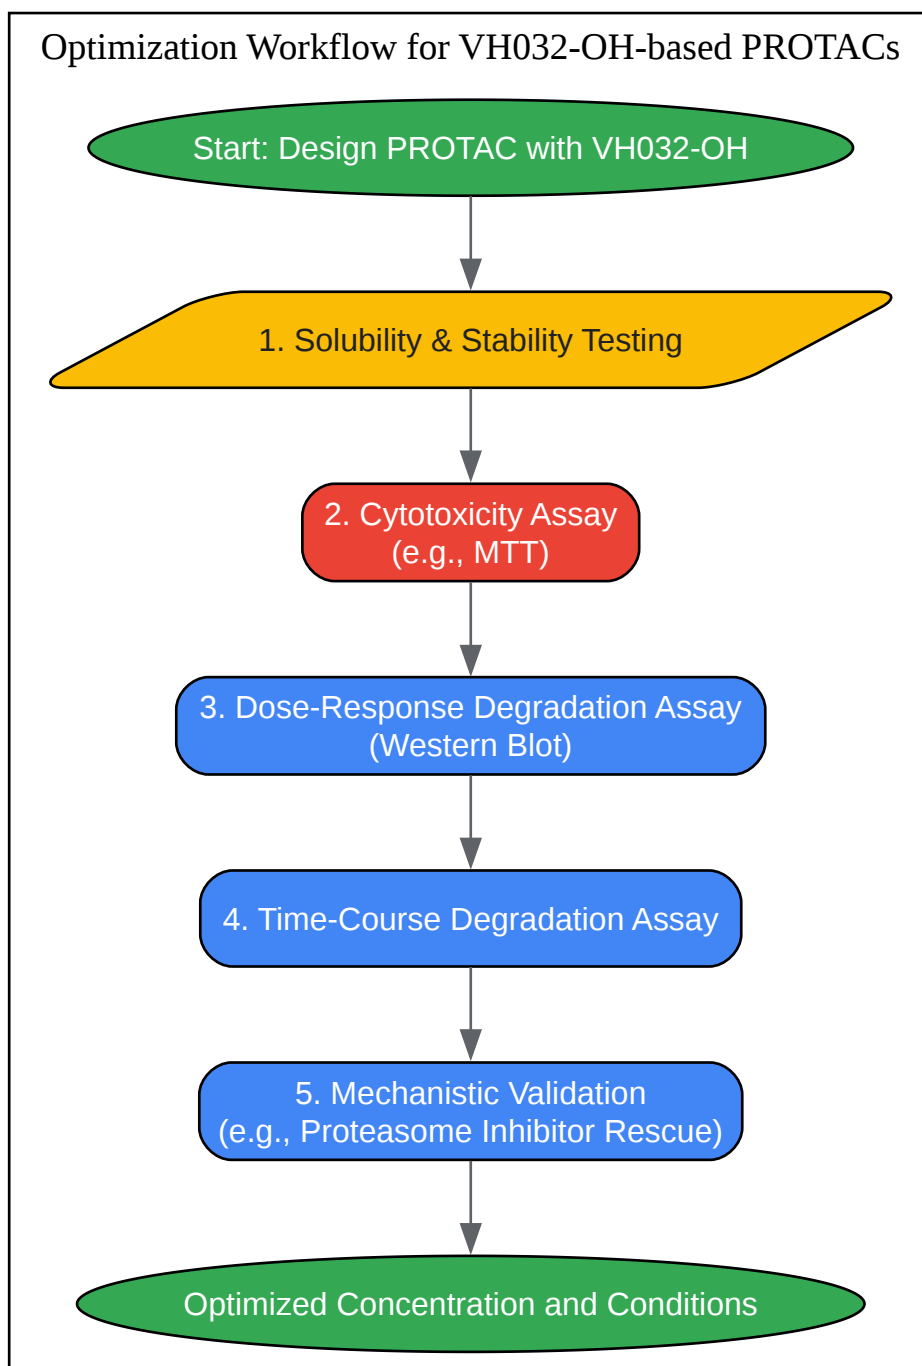 Optimization Workflow for VH032-OH-based PROTACs
Start: Design PROTAC with VH032-OH
1. Solubility & Stability Testing
2. Cytotoxicity Assay
(e.g., MTT)
3. Dose-Response Degradation Assay
(Western Blot)
4. Time-Course Degradation Assay
5. Mechanistic Validation
(e.g., Proteasome Inhibitor Rescue)
Optimized Concentration and Conditions